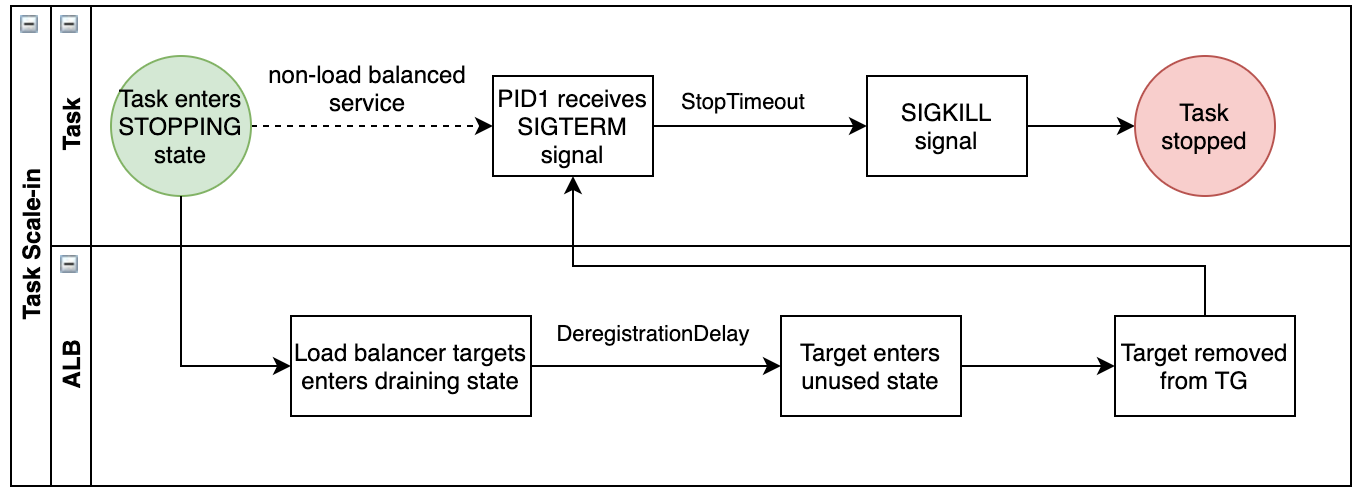 Task Scale-in
Task
Task enters
STOPPING
state
non-load balanced
service
PID1 receives
SIGTERM
signal
StopTimeout
SIGKILL
signal
Task
stopped
ALB
Load balancer targets
enters draining state
DeregistrationDelay
Target enters
unused state
Target removed
from TG